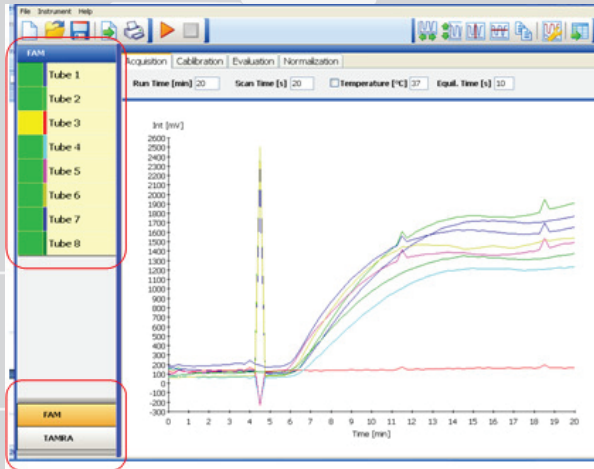 File Instrument Help
FAM
Tube 1
Tube 2
Tube 3
Tube 4
Tube 5
Tube 6
Tube 7
Tube 8
Acquisition Cablibration Evaluation Normalization
Run Time [min] 20 Scan Time [s] 20 Temperature [°C] 37 Equil. Time [s] 10
Int [mV]
2600
2500
2400
2300
2200
2100
2000
1900
1800
1700
1600
1500
1400
1300
1200
1100
1000
900
800
700
600
500
400
300
200
100
0
-100
-200
-300
0 1 2 3 4 5 6 7 8 9 10 11 12 13 14 15 16 17 18 19 20
Time [min]
FAM
TAMRA